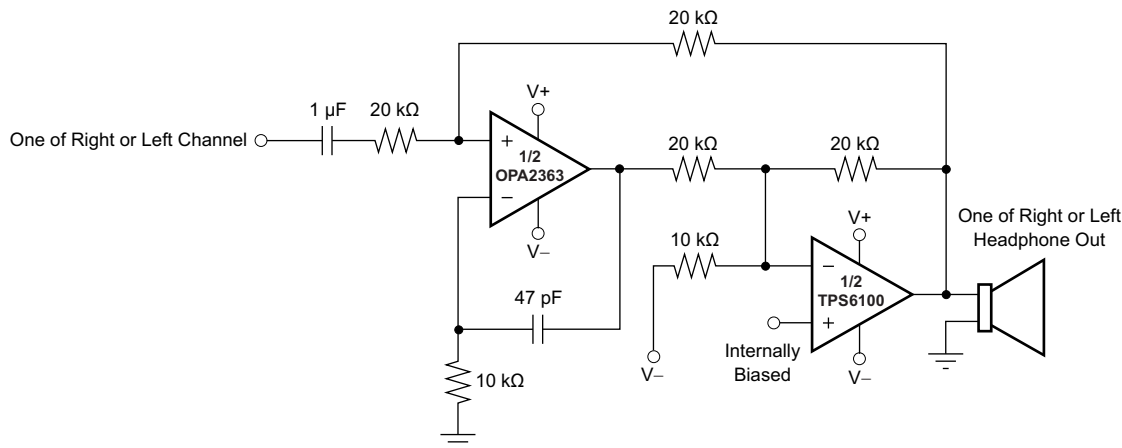 20 kΩ
1 µF
20 kΩ
V+
One of Right or Left Channel
+
1/2
OPA2363
−
V−
20 kΩ
20 kΩ
One of Right or Left
Headphone Out
V+
10 kΩ
−
1/2
TPS6100
+
V−
Internally
Biased
V−
47 pF
10 kΩ